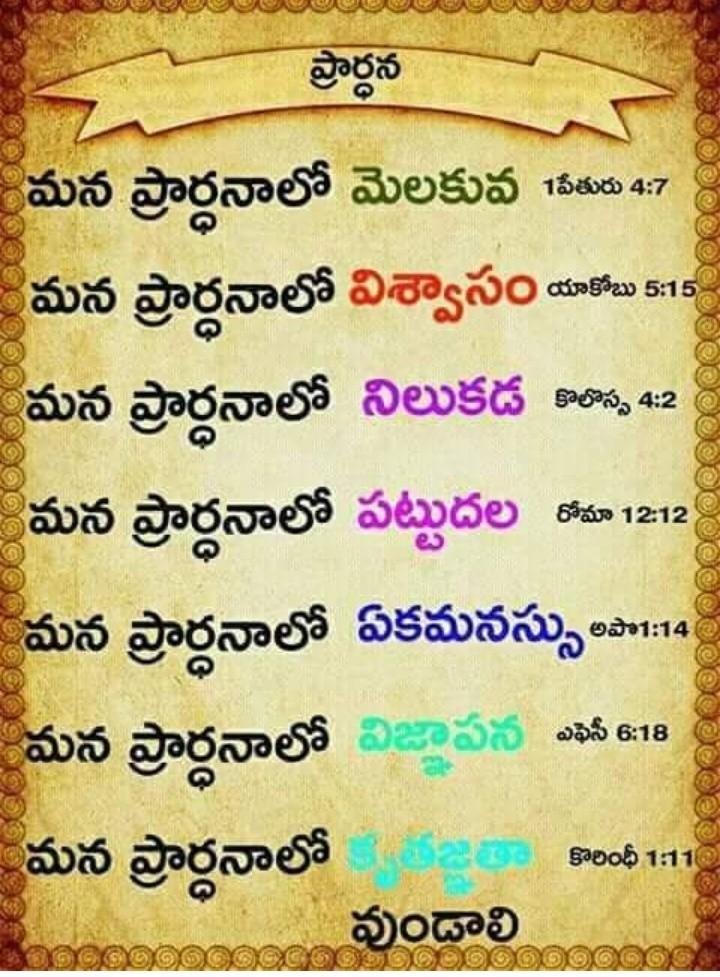 ప్రార్ధన
మన ప్రార్ధనాలో మెలకువ 1పేతురు 4:7
మన ప్రార్ధనాలో విశ్వాసం యాకోబు 5:15
మన ప్రార్ధనాలో నిలుకడ కొలొస్స 4:2
మన ప్రార్ధనాలో పట్టుదల రోమా 12:12
మన ప్రార్ధనాలో ఏకమనస్సు అపొ1:14
మన ప్రార్ధనాలో విజ్ఞాపన ఎఫెసీ 6:18
మన ప్రార్ధనాలో కృతజ్ఞతా కొరింథీ 1:11
వుండాలి